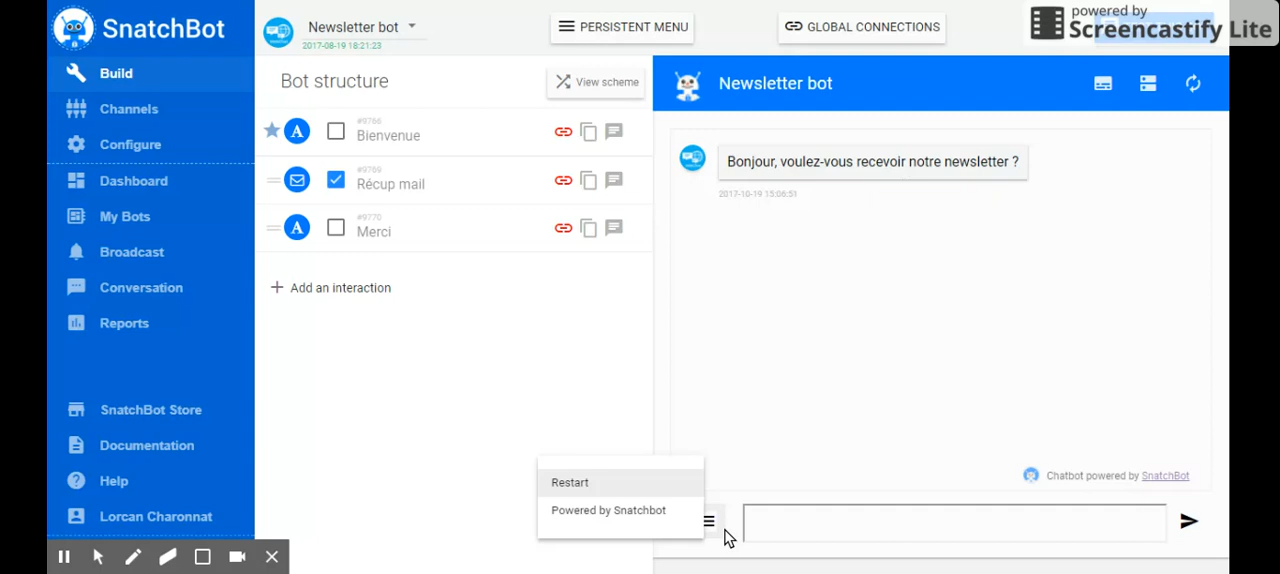 SnatchBot
Newsletter bot
2017-08-19 18:21:23
PERSISTENT MENU
GLOBAL CONNECTIONS
powered by
Screencastify Lite
Build
Channels
Configure
Dashboard
My Bots
Broadcast
Conversation
Reports
SnatchBot Store
Documentation
Help
Lorcan Charonnat
Bot structure
View scheme
#9766
A
Bienvenue
#9769
Récup mail
#9770
A
Merci
Add an interaction
Restart
Powered by Snatchbot
Newsletter bot
Bonjour, voulez-vous recevoir notre newsletter ?
2017-10-19 15:06:51
Chatbot powered by SnatchBot